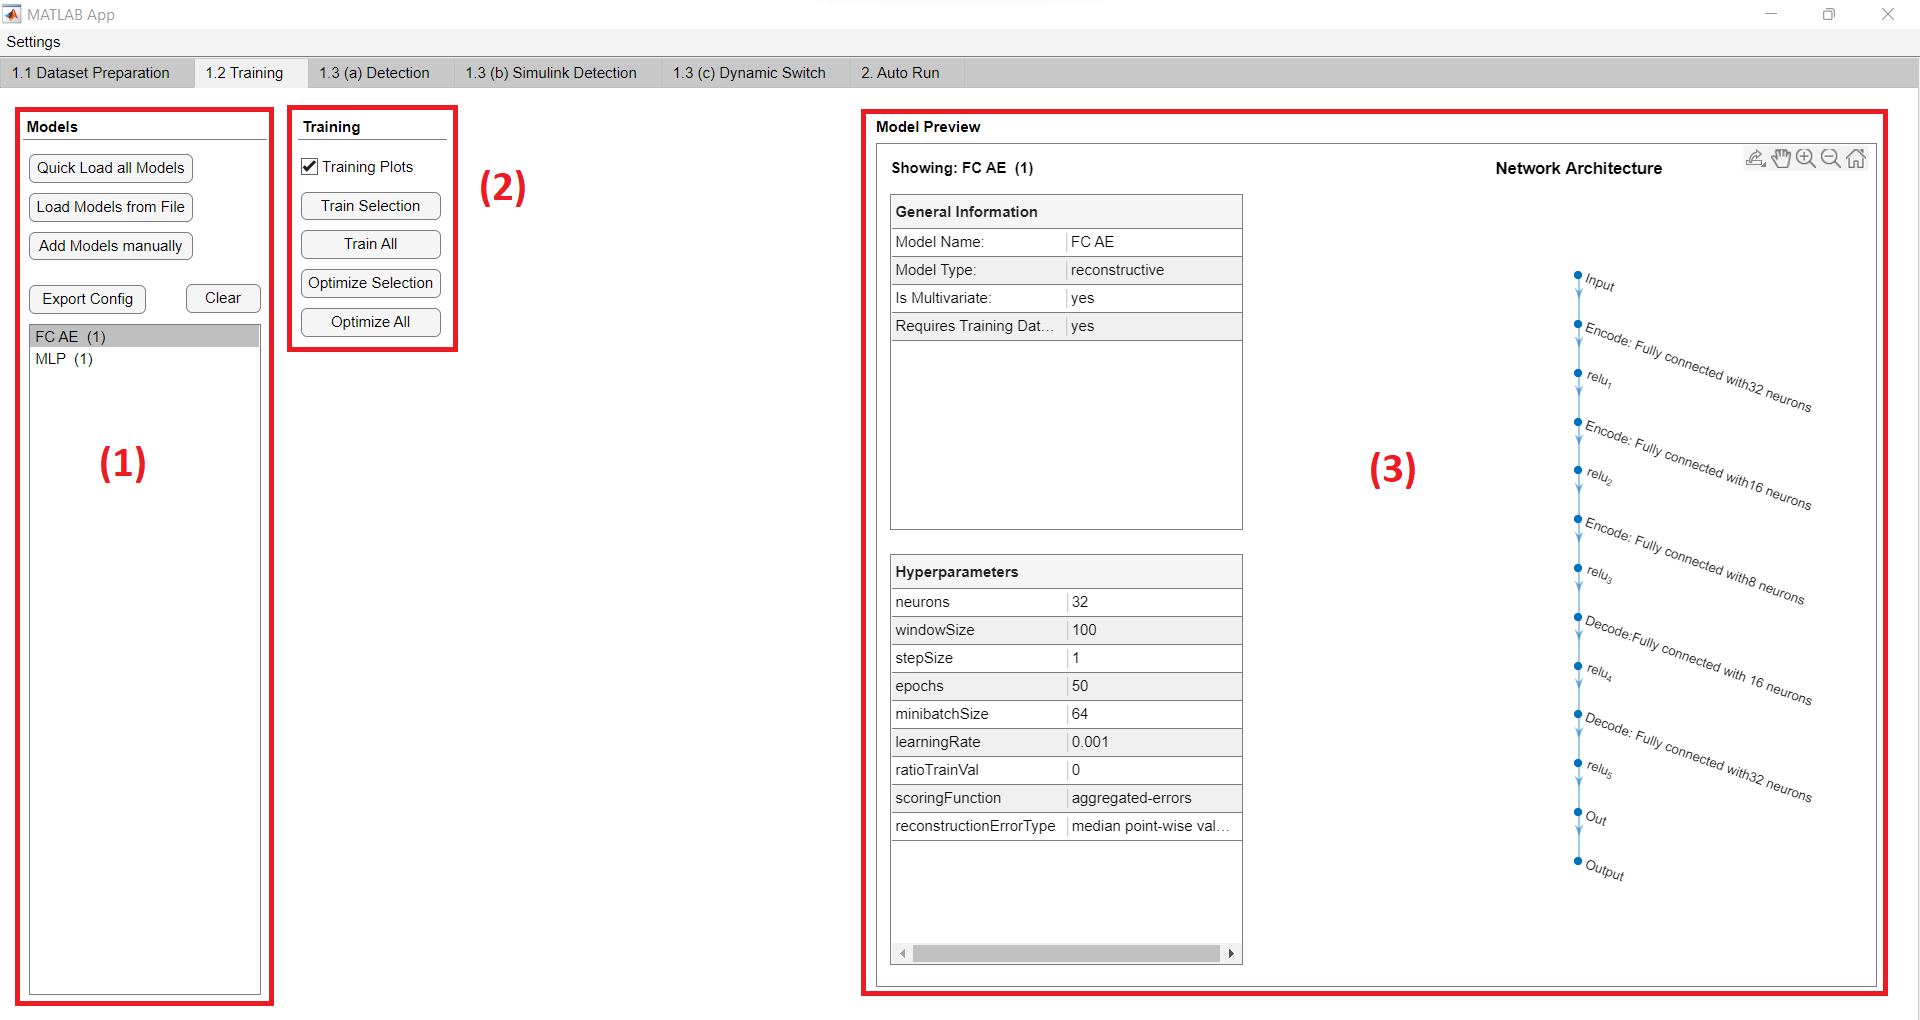 MATLAB App
Settings
1.1 Dataset Preparation
1.2 Training
1.3 (a) Detection
1.3 (b) Simulink Detection
1.3 (c) Dynamic Switch
2. Auto Run
Models
Quick Load all Models
Load Models from File
Add Models manually
Export Config
Clear
FC AE (1)
MLP (1)
(1)
Training
Training Plots
Train Selection
Train All
Optimize Selection
Optimize All
(2)
Model Preview
Showing: FC AE (1)
General Information
Model Name: FC AE
Model Type: reconstructive
Is Multivariate: yes
Requires Training Dat... yes
Hyperparameters
neurons 32
windowSize 100
stepSize 1
epochs 50
minibatchSize 64
learningRate 0.001
ratioTrainVal 0
scoringFunction aggregated-errors
reconstructionErrorType median point-wise val...
(3)
Network Architecture
Input
Encode: Fully connected with32 neurons
relu1
Encode: Fully connected with16 neurons
relu2
Encode: Fully connected with8 neurons
relu3
Decode:Fully connected with 16 neurons
relu4
Decode: Fully connected with32 neurons
relu5
Out
Output